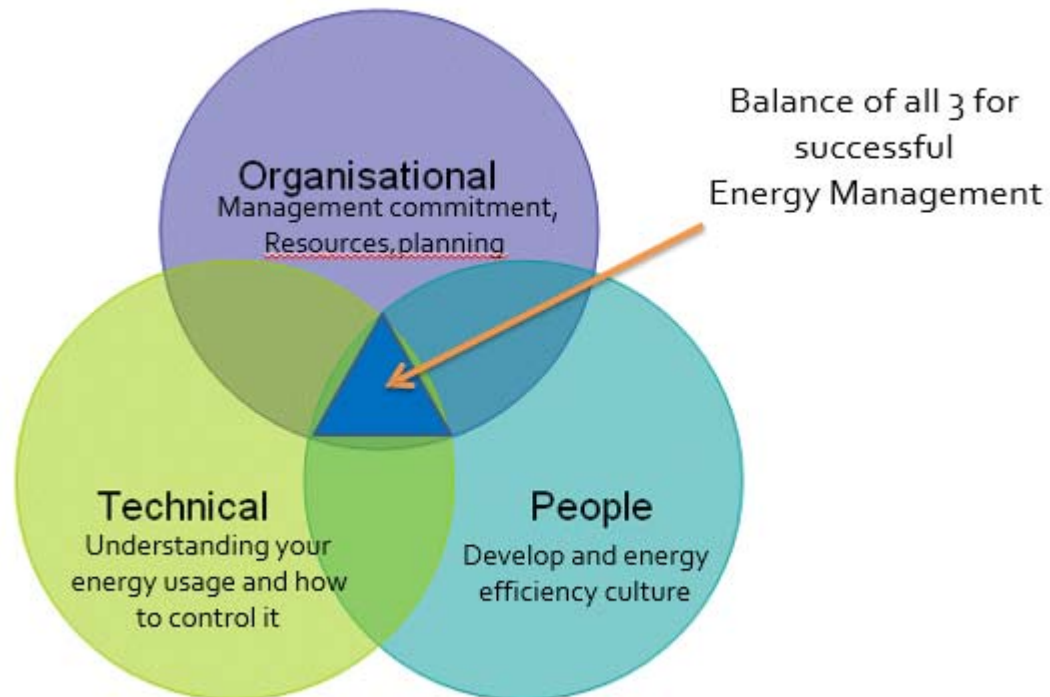 Balance of all 3 for
successful
Energy Management
Organisational
Management commitment,
Resources,planning
Technical
Understanding your
energy usage and how
to control it
People
Develop and energy
efficiency culture